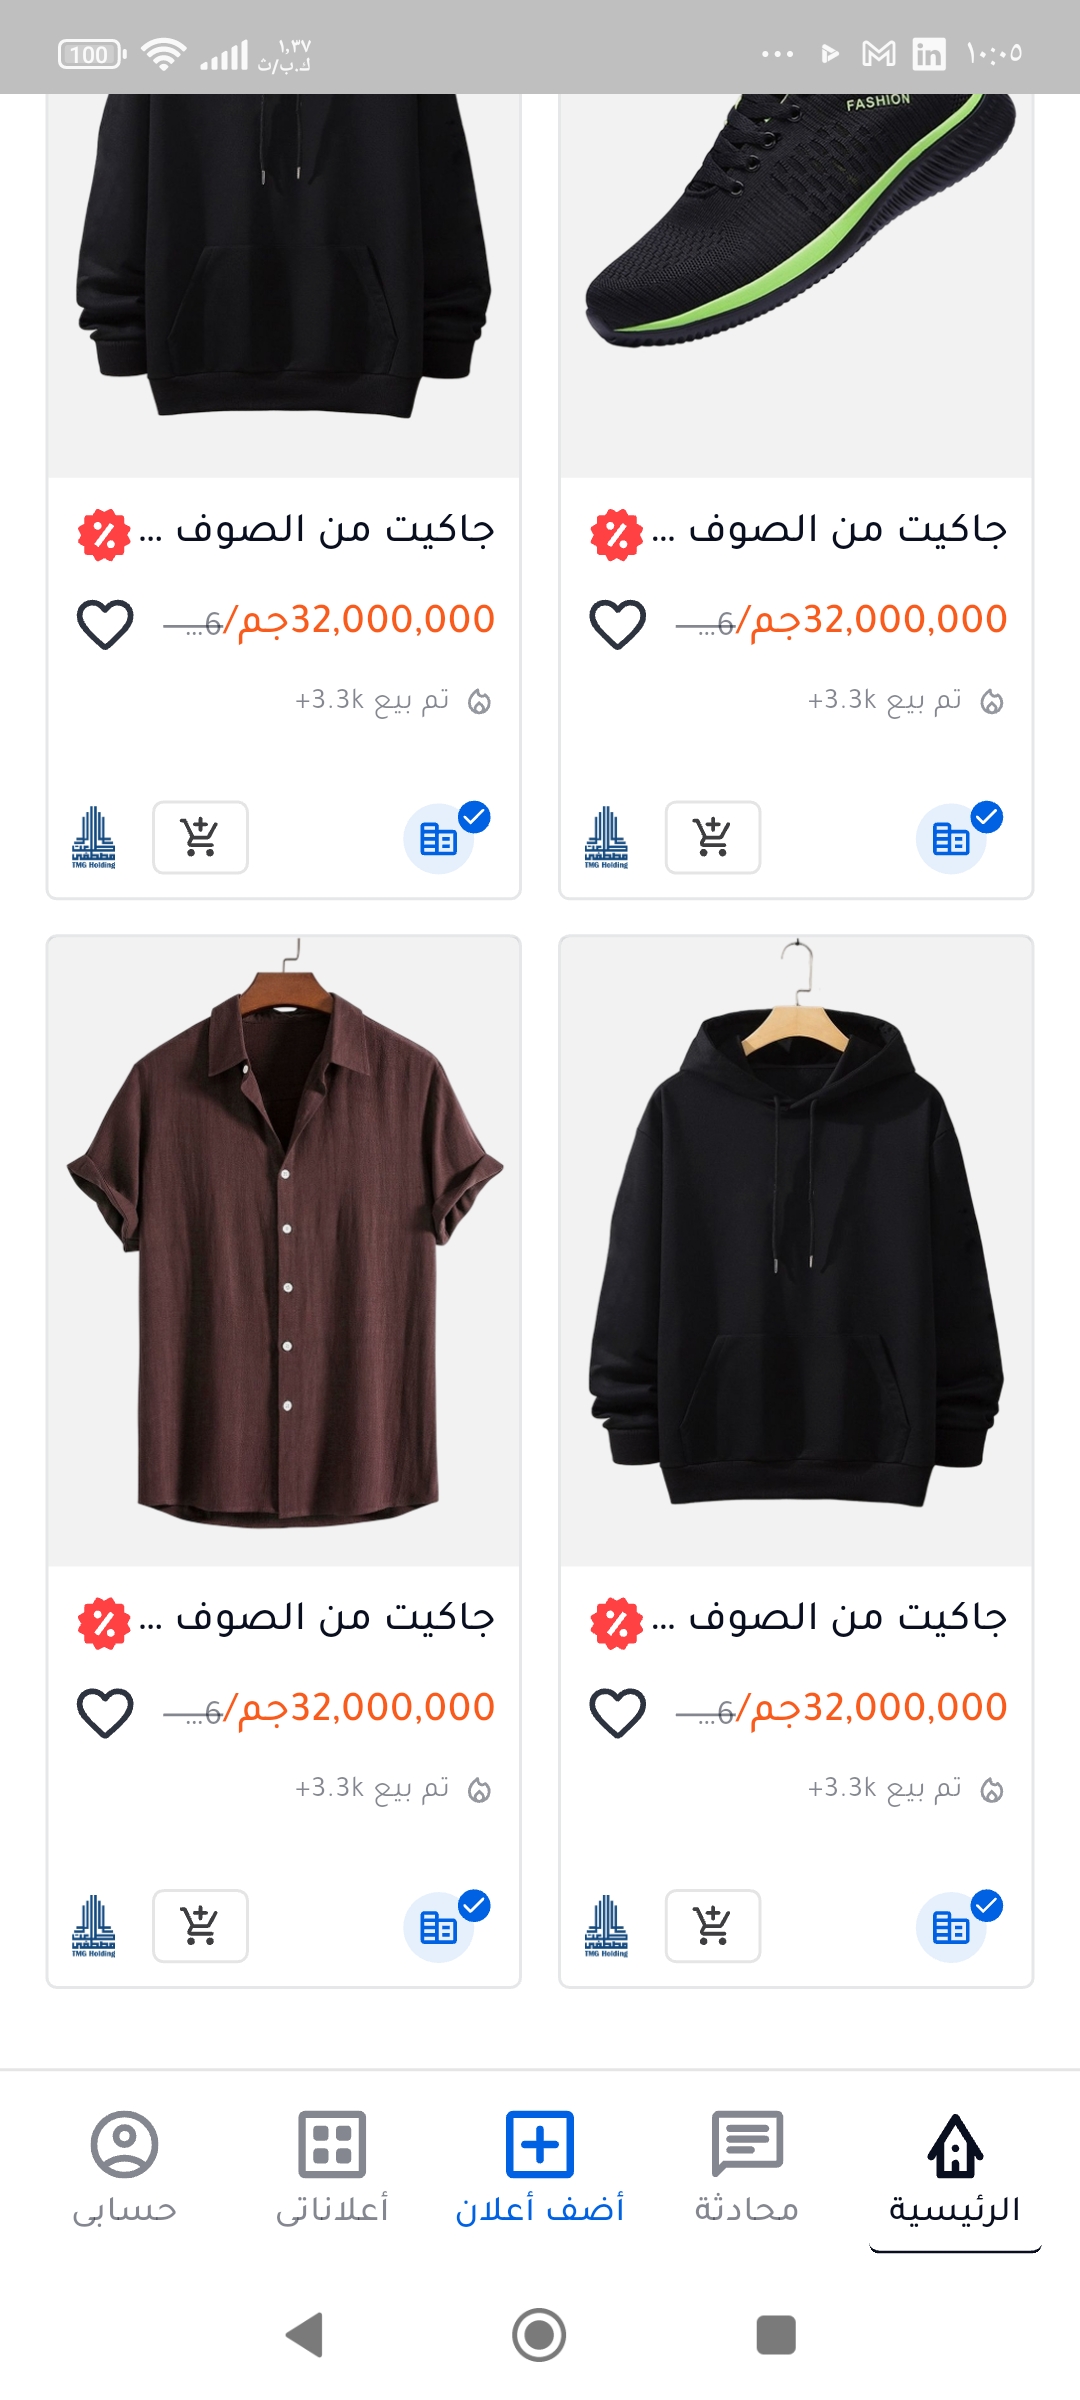 ١٠:٠٥
١,٣٧
ك.ب/ث
100
FASHION
جاكيت من الصوف ...
32,000,000جم/6...
تم بيع 3.3k+
TMG Holding
جاكيت من الصوف ...
32,000,000جم/6...
تم بيع 3.3k+
TMG Holding
جاكيت من الصوف ...
32,000,000جم/6...
تم بيع 3.3k+
TMG Holding
جاكيت من الصوف ...
32,000,000جم/6...
تم بيع 3.3k+
TMG Holding
الرئيسية
محادثة
أضف أعلان
أعلاناتى
حسابى